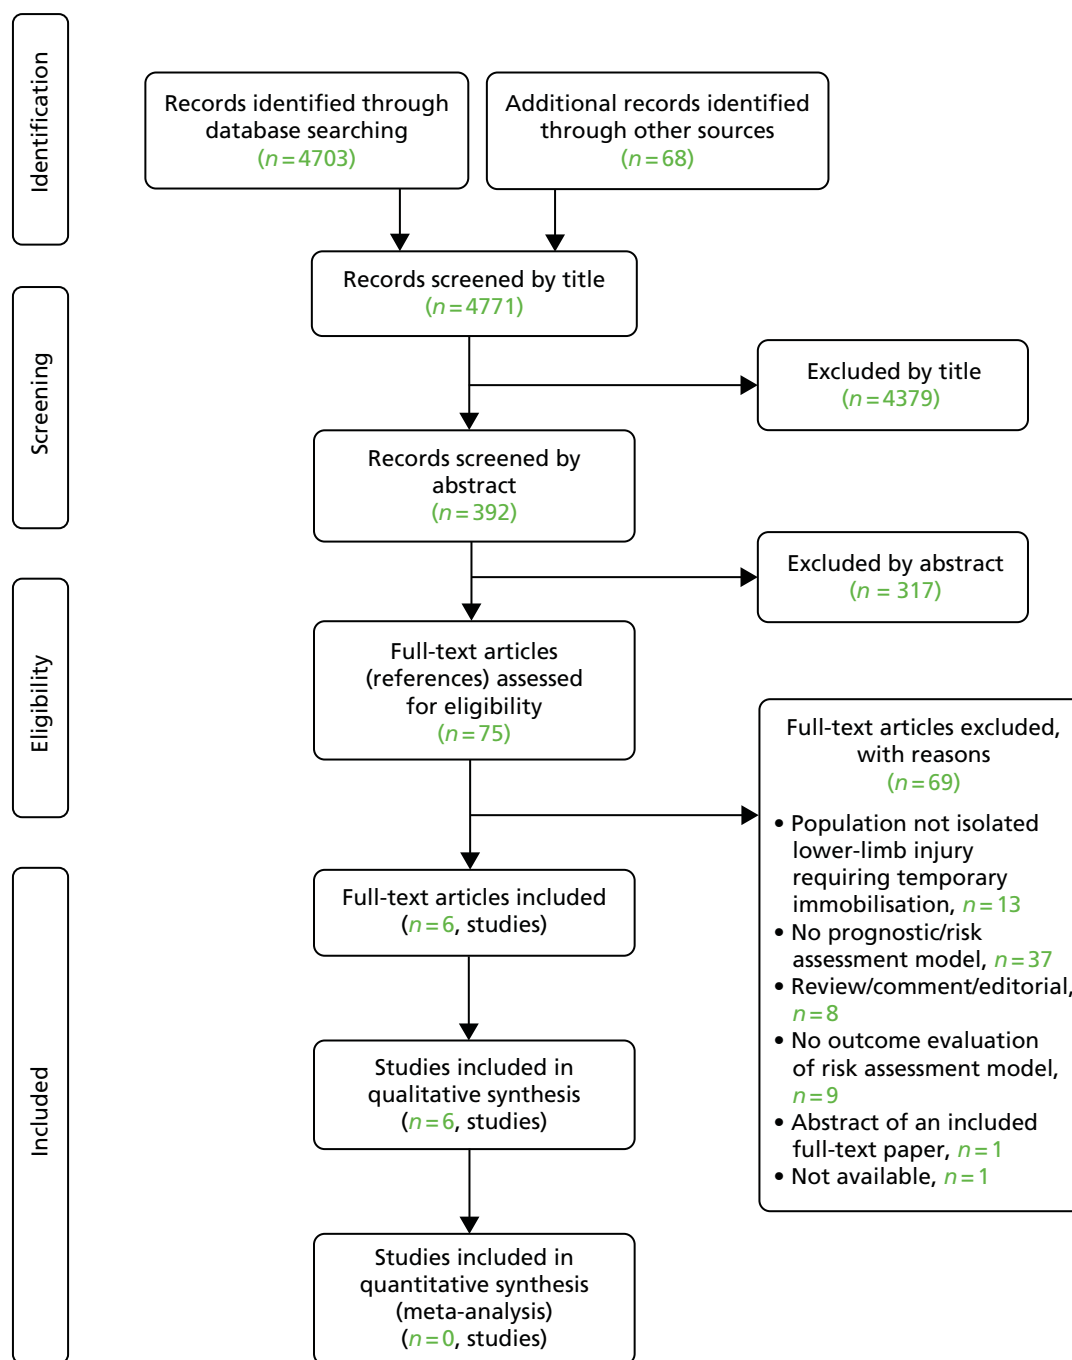 Identification
Records identified through
database searching
(n=4703)
Additional records identified
through other sources
(n=68)
Records screened by title
(n=4771)
Screening
Excluded by title
(n=4379)
Records screened by
abstract
(n=392)
Excluded by abstract
(n = 317)
Eligibility
Full-text articles
(references) assessed
for eligibility
(n=75)
Full-text articles excluded,
with reasons
(n=69)
• Population not isolated
lower-limb injury
requiring temporary
immobilisation, n=13
• No prognostic/risk
assessment model, n=37
• Review/comment/editorial,
n=8
• No outcome evaluation
of risk assessment model,
n=9
• Abstract of an included
full-text paper, n=1
• Not available, n=1
Included
Full-text articles included
(n=6, studies)
Studies included in
qualitative synthesis
(n=6, studies)
Studies included in
quantitative synthesis
(meta-analysis)
(n=0, studies)